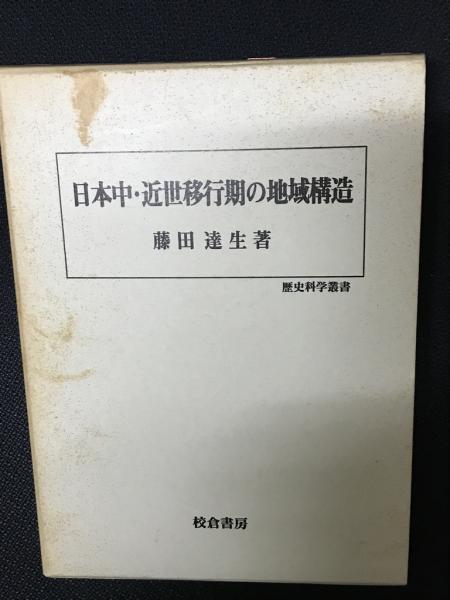 日本中・近世移行期の地域構造
藤田達生著
歴史科学叢書
校倉書房